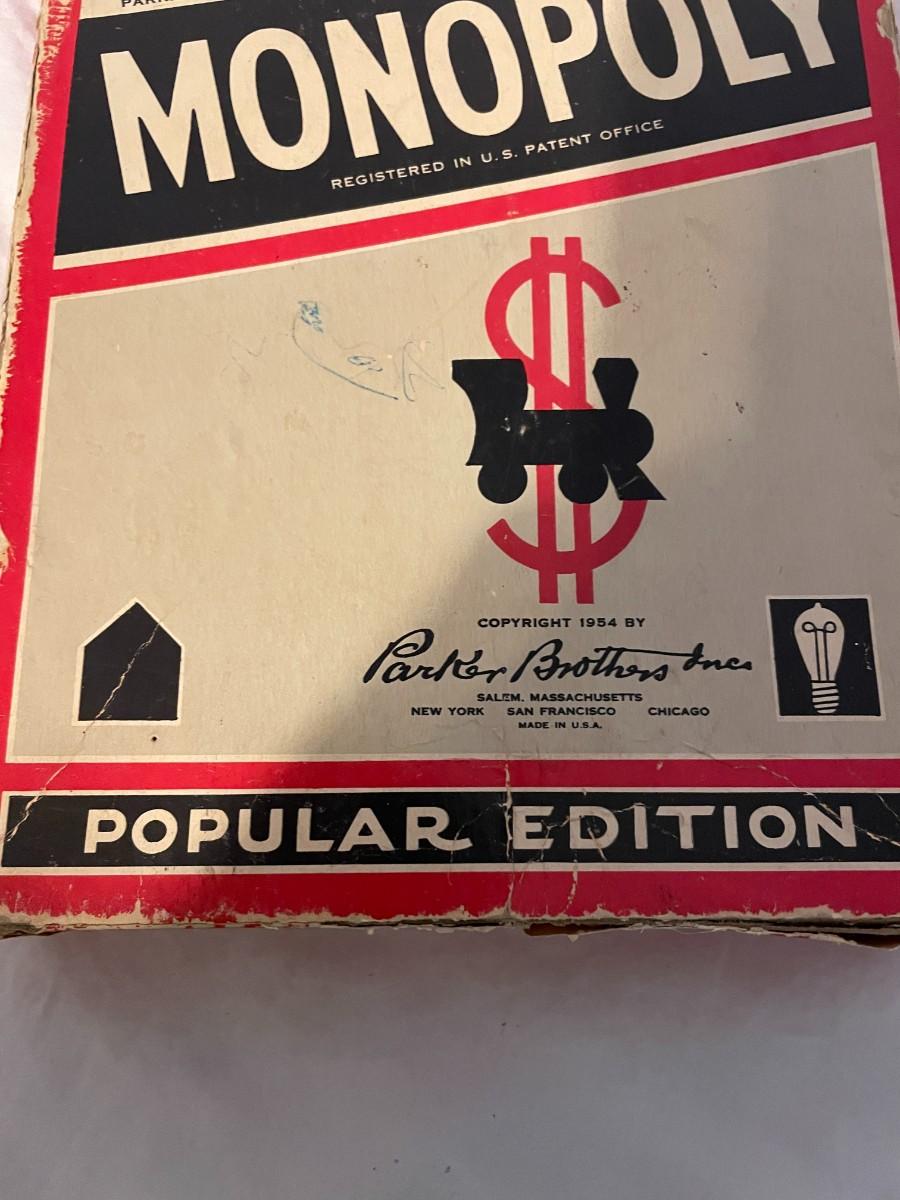 MONOPOLY
REGISTERED IN U.S. PATENT OFFICE
COPYRIGHT 1954 BY
Parker Brothers Inc.
SALEM, MASSACHUSETTS
NEW YORK SAN FRANCISCO CHICAGO
MADE IN U.S.A.
POPULAR EDITION